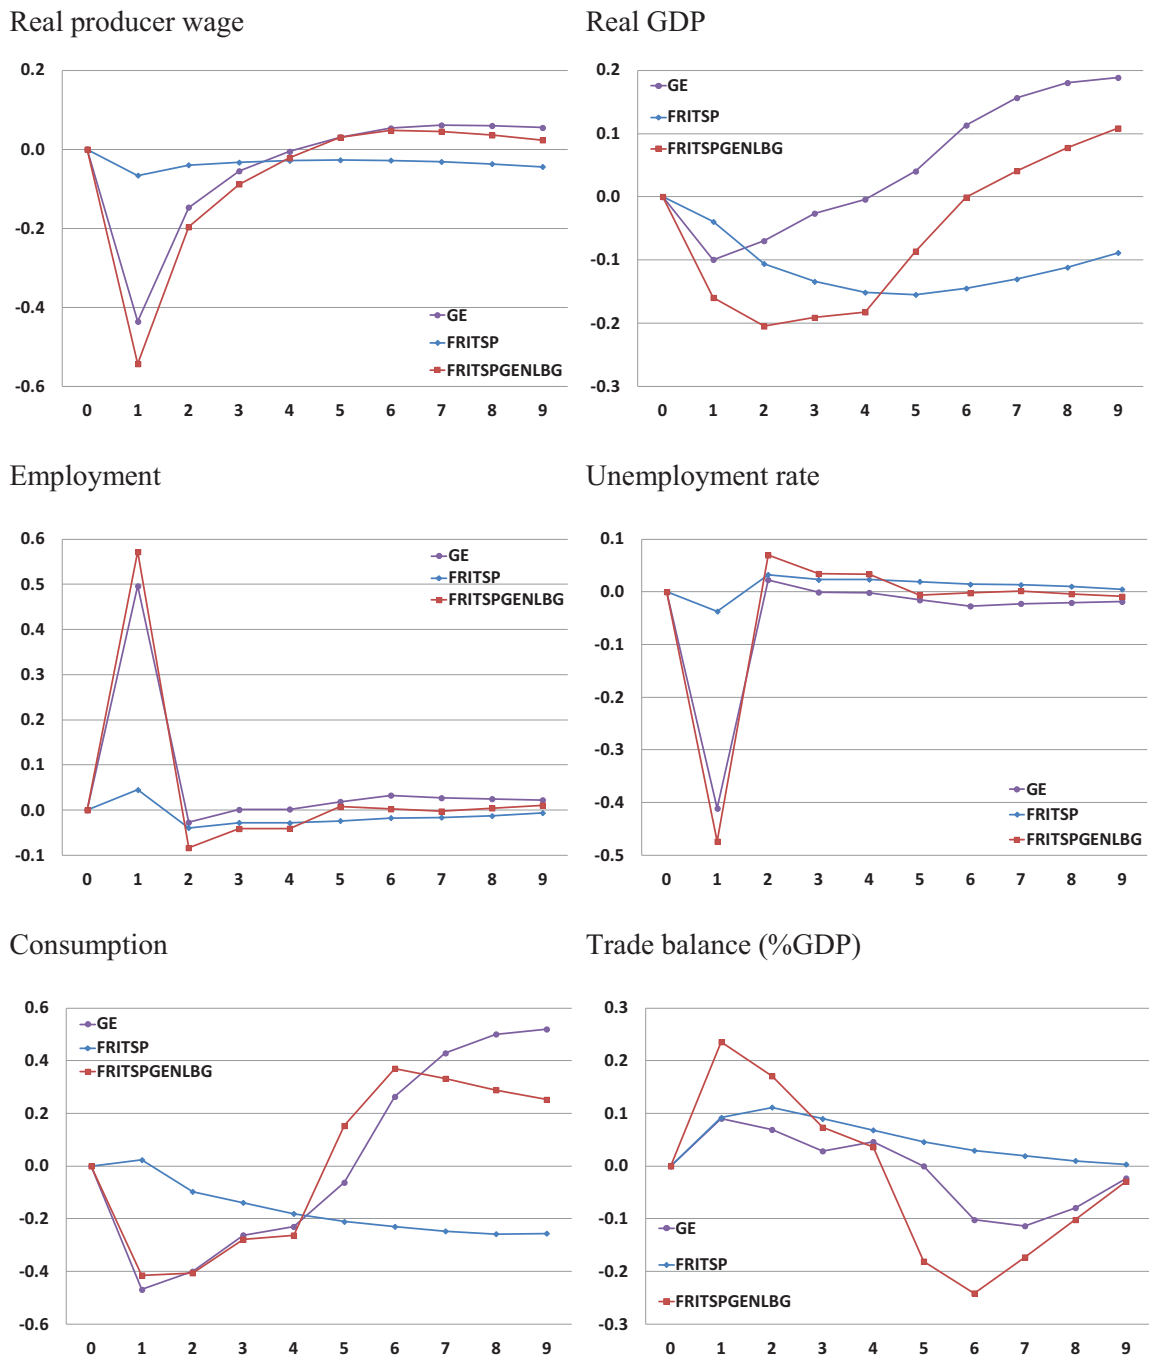 Real producer wage
0.2
0.0
-0.2
-0.4
-0.6
GE
FRITSP
FRITSPGENLBG
0 1 2 3 4 5 6 7 8 9
Real GDP
0.2
0.1
0.0
-0.1
-0.2
-0.3
GE
FRITSP
FRITSPGENLBG
0 1 2 3 4 5 6 7 8 9
Employment
0.6
0.5
0.4
0.3
0.2
0.1
0.0
-0.1
GE
FRITSP
FRITSPGENLBG
0 1 2 3 4 5 6 7 8 9
Unemployment rate
0.1
0.0
-0.1
-0.2
-0.3
-0.4
-0.5
GE
FRITSP
FRITSPGENLBG
0 1 2 3 4 5 6 7 8 9
Consumption
0.6
0.4
0.2
0.0
-0.2
-0.4
-0.6
GE
FRITSP
FRITSPGENLBG
0 1 2 3 4 5 6 7 8 9
Trade balance (%GDP)
0.3
0.2
0.1
0.0
-0.1
-0.2
-0.3
GE
FRITSP
FRITSPGENLBG
0 1 2 3 4 5 6 7 8 9